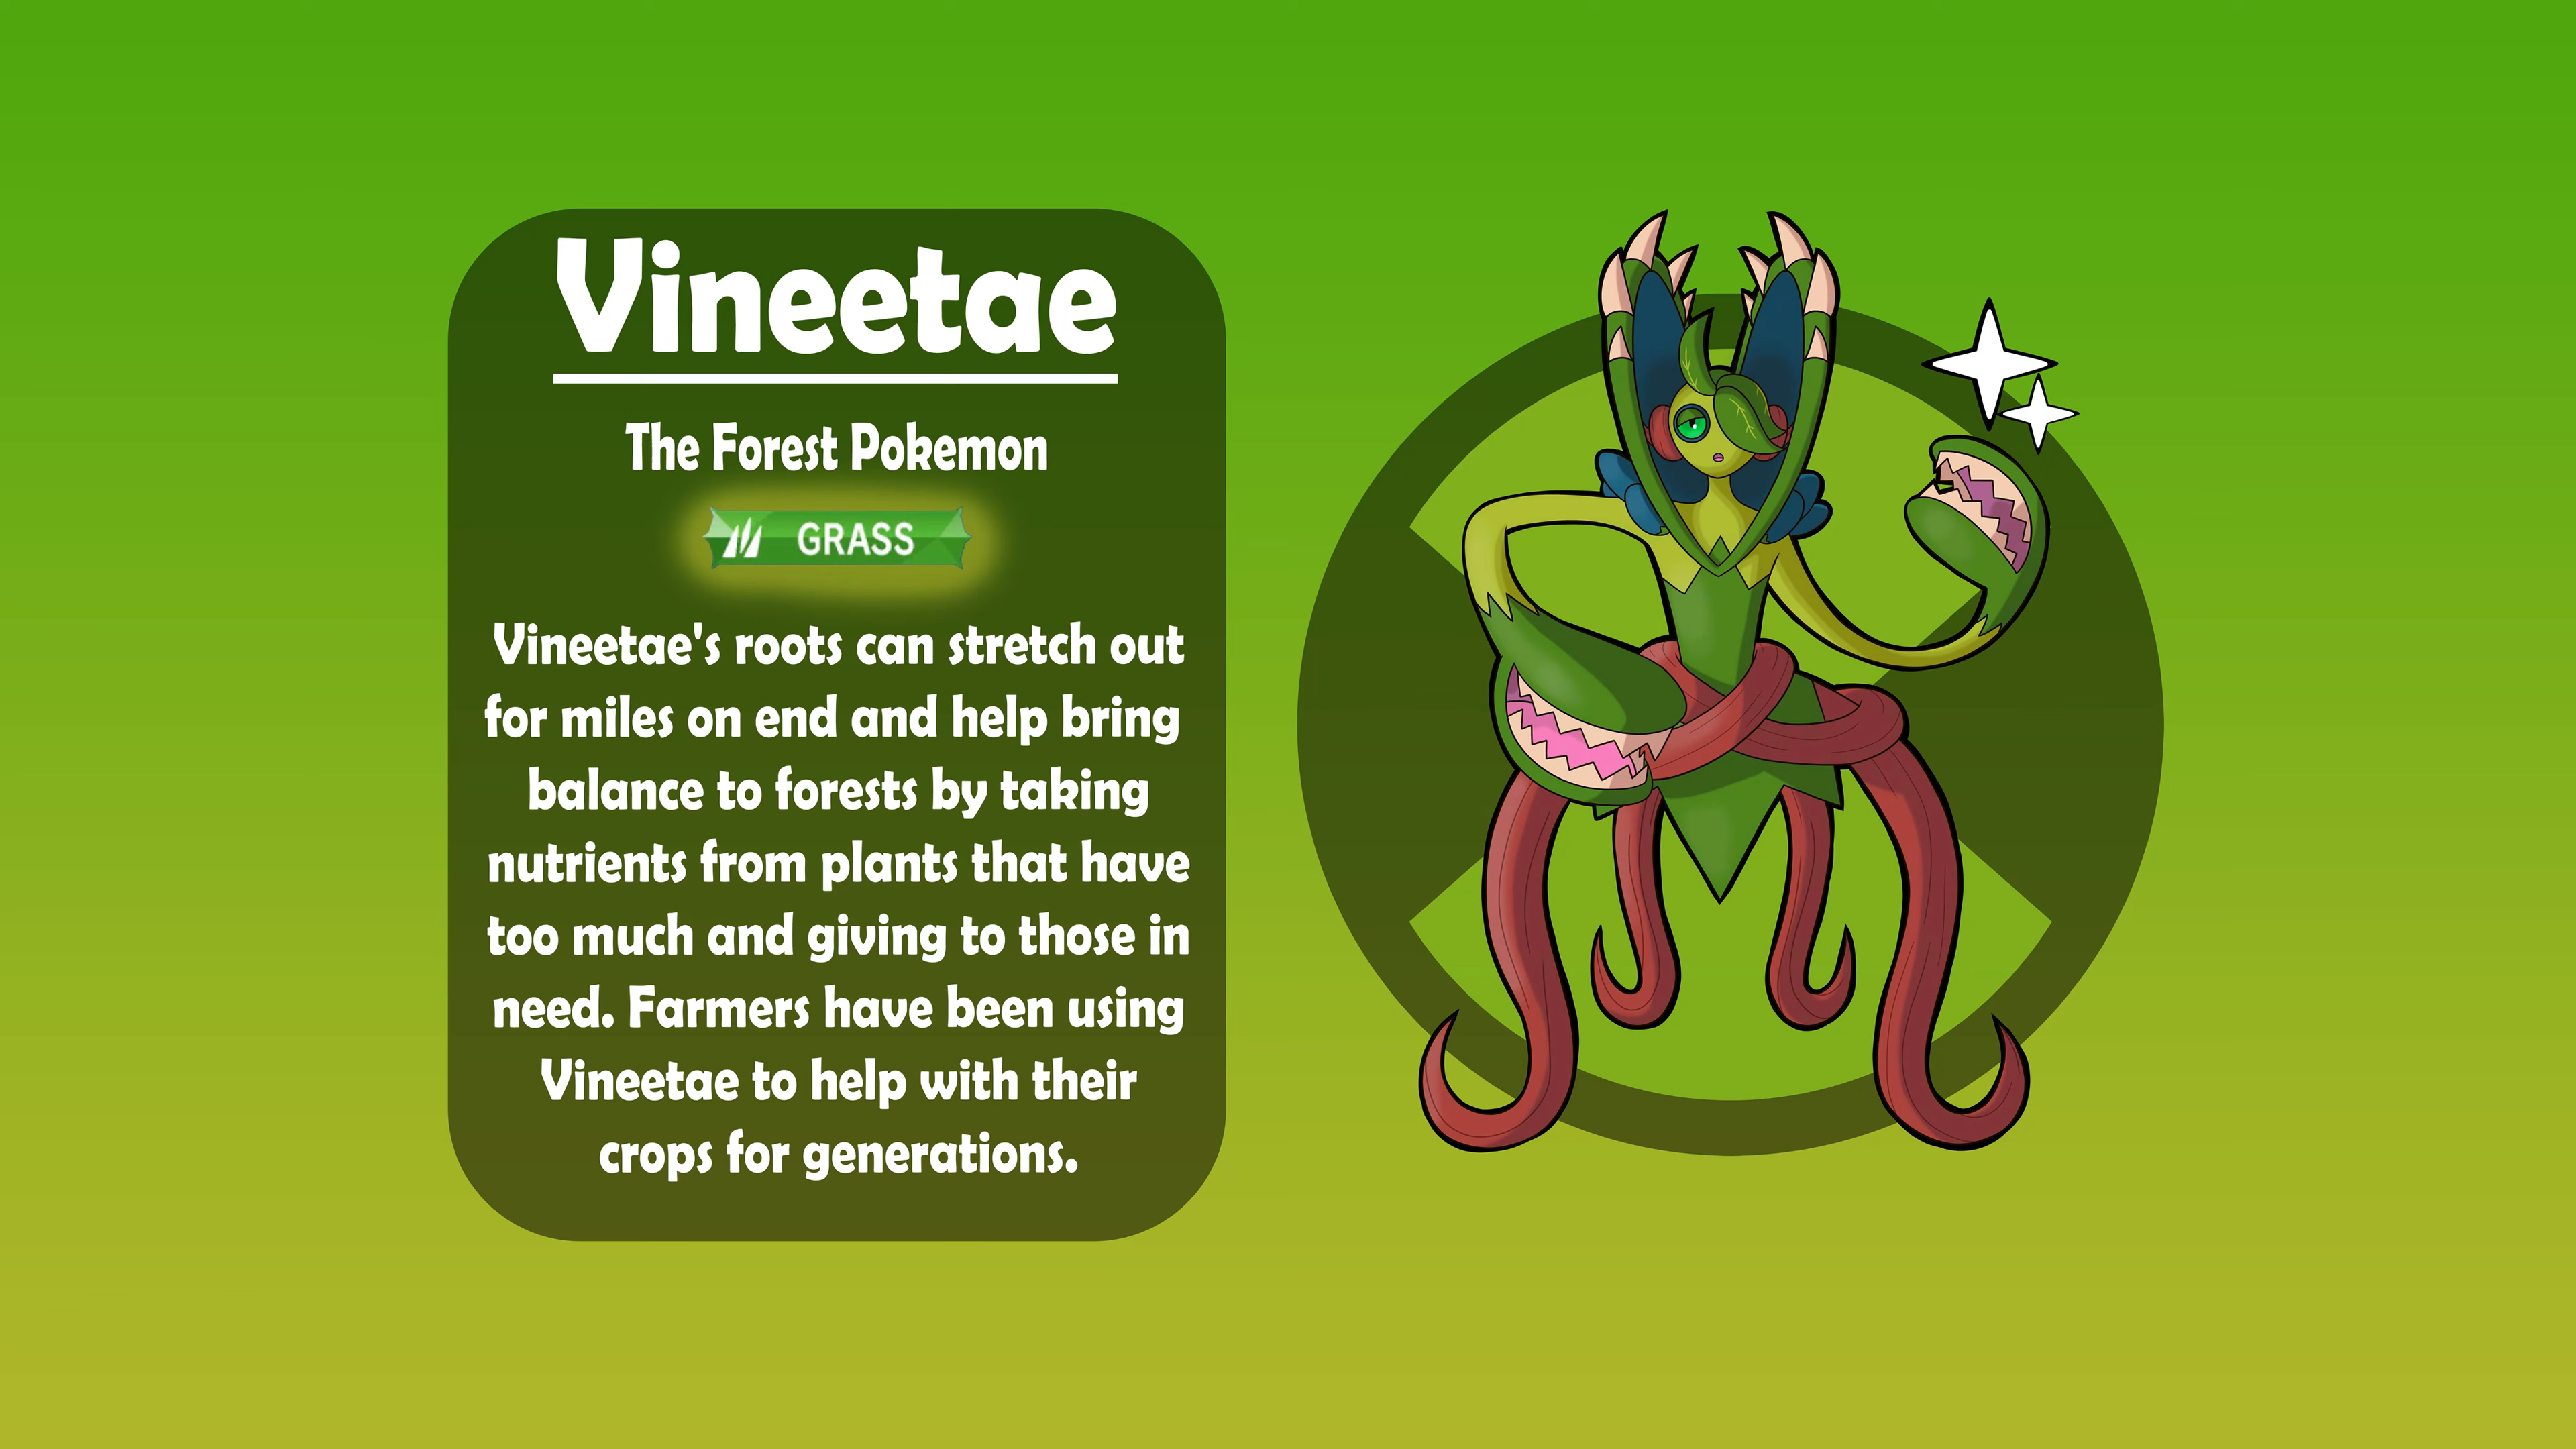 Vineetae
The Forest Pokemon
GRASS
Vineetae's roots can stretch out
for miles on end and help bring
balance to forests by taking
nutrients from plants that have
too much and giving to those in
need. Farmers have been using
Vineetae to help with their
crops for generations.